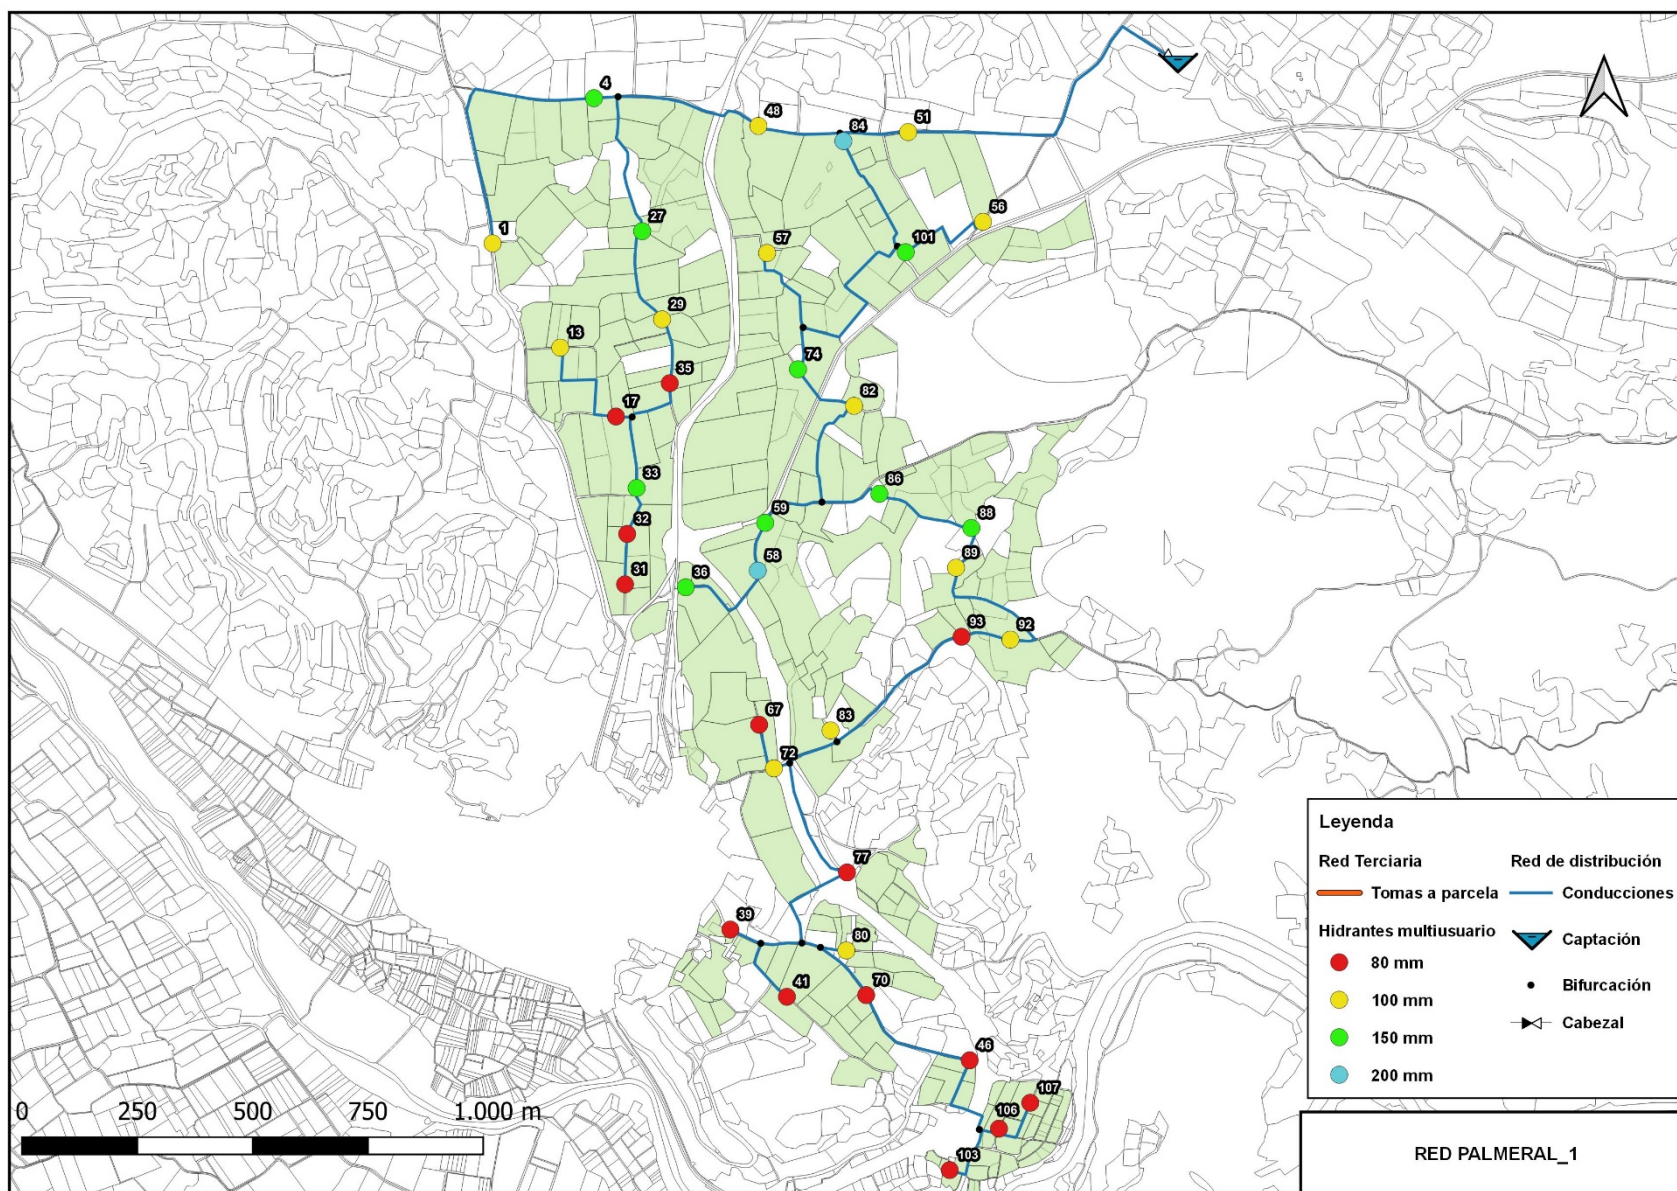 4
48
84
51
1
27
57
101
56
29
13
35
74
82
17
33
86
59
88
32
58
89
31
36
93
92
67
83
72
77
39
80
41
70
46
107
106
103
0 250 500 750 1.000 m
Leyenda
Red Terciaria
Tomas a parcela
Hidrantes multiusuario
80 mm
100 mm
150 mm
200 mm
Red de distribución
Conducciones
Captación
Bifurcación
Cabezal
RED PALMERAL_1